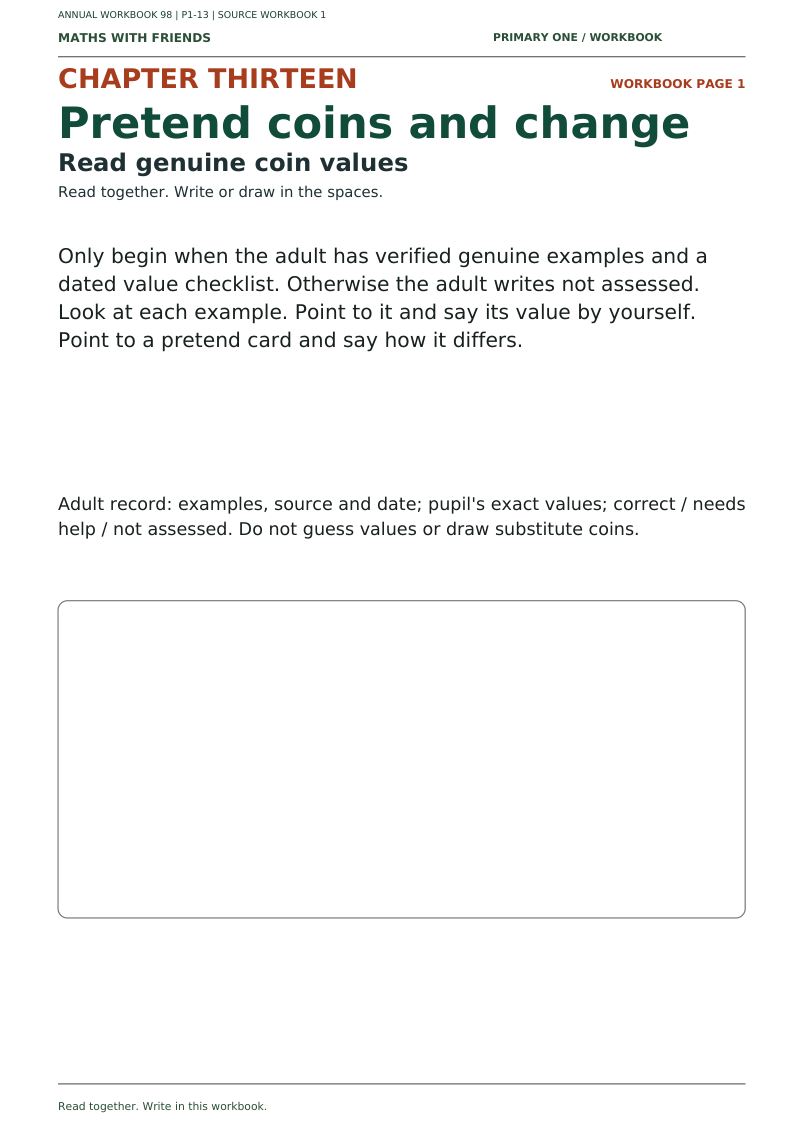 ANNUAL WORKBOOK 98 | P1-13 | SOURCE WORKBOOK 1
MATHS WITH FRIENDS
PRIMARY ONE / WORKBOOK
CHAPTER THIRTEEN
WORKBOOK PAGE 1
Pretend coins and change
Read genuine coin values
Read together. Write or draw in the spaces.
Only begin when the adult has verified genuine examples and a
dated value checklist. Otherwise the adult writes not assessed.
Look at each example. Point to it and say its value by yourself.
Point to a pretend card and say how it differs.
Adult record: examples, source and date; pupil's exact values; correct / needs
help / not assessed. Do not guess values or draw substitute coins.
Read together. Write in this workbook.